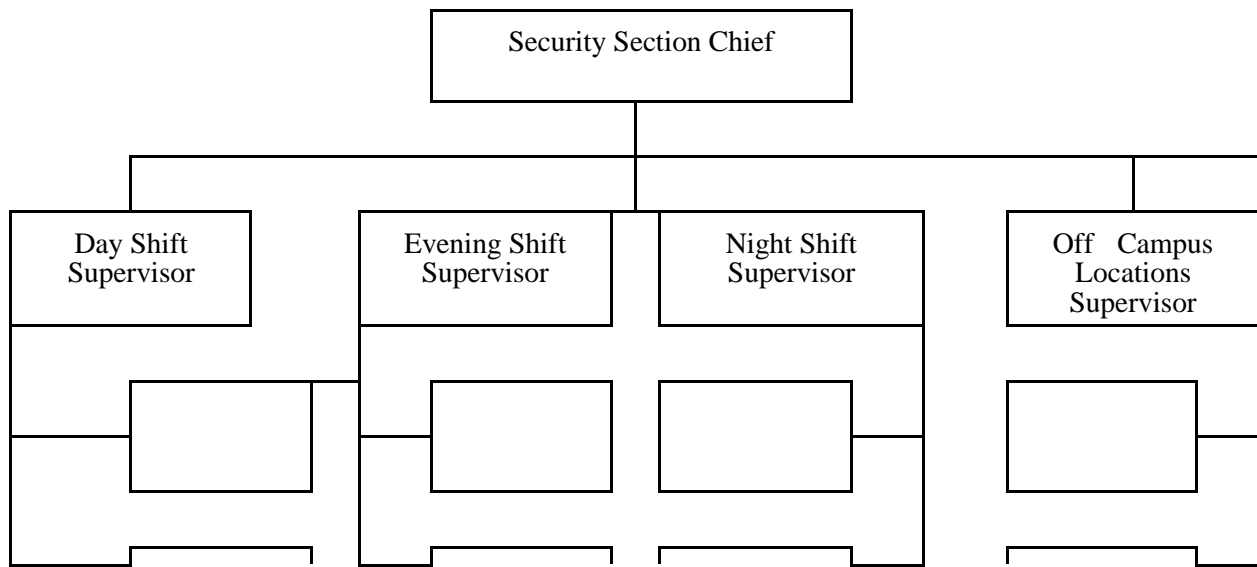 Security Section Chief
Day Shift
Supervisor
Evening Shift
Supervisor
Night Shift
Supervisor
Off Campus
Locations
Supervisor